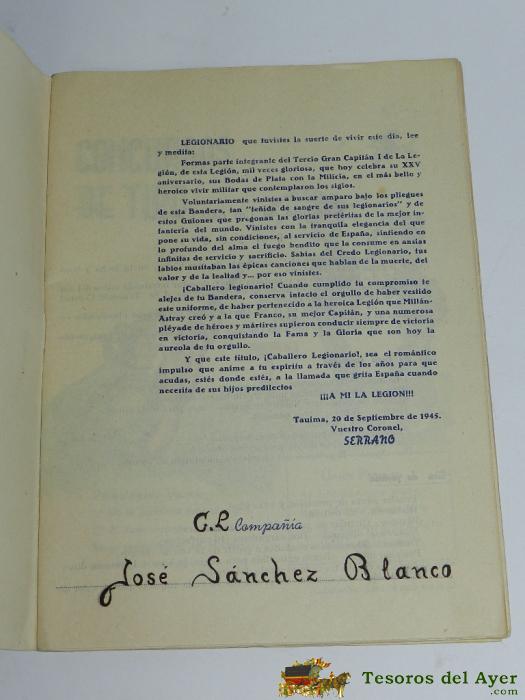 LEGIONARIO que tuvistes la suerte de vivir este día, lee
y medita:
Formas parte integrante del Tercio Gran Capitán I de La Le-
gión, de esta Legión, mil veces gloriosa, que hoy celebra su XXV
aniversario, sus Bodas de Plata con la Milicia, en el más bello y
heroico vivir militar que contemplaron los siglos.
Voluntariamente vinistes a buscar amparo bajo los pliegues
de esta Bandera, tan "teñida de sangre de sus legionarios" y de
estos Guiones que pregonan las glorias pretéritas de la mejor in-
fantería del mundo. Vinistes con la tranquila elegancia del que
pone su vida, sin condiciones, al servicio de España, sintiendo en
lo profundo del alma el fuego bendito que la consume en ansias
infinitas de servicio y sacrificio. Sabías del Credo Legionario, tus
labios musitaban las épicas canciones que hablan de la muerte, del
valor y de la lealtad y... por eso vinistes.
¡Caballero legionario! Cuando cumplido tu compromiso te
alejes de tu Bandera, conserva intacto el orgullo de haber vestido
este uniforme, de haber pertenecido a la heroica Legión que Millán-
Astray creó y a la que Franco, su mejor Capitán, y una numerosa
pléyade de héroes y mártires supieron conducir siempre de victoria
en victoria, conquistando la Fama y la Gloria que son hoy la
aureola de tu orgullo.
Y que este título, ¡Caballero Legionario!, sea el romántico
impulso que anime a tu espíritu a través de los años para que
acudas, estés donde estés, a la llamada que grita España cuando
necesita de sus hijos predilectos
¡¡¡A MI LA LEGION!!!
Tauima, 20 de Septiembre de 1945.
Vuestro Coronel,
SERRANO
C.L Compañía
José Sánchez Blanco
Tesoros del Ayer
.com